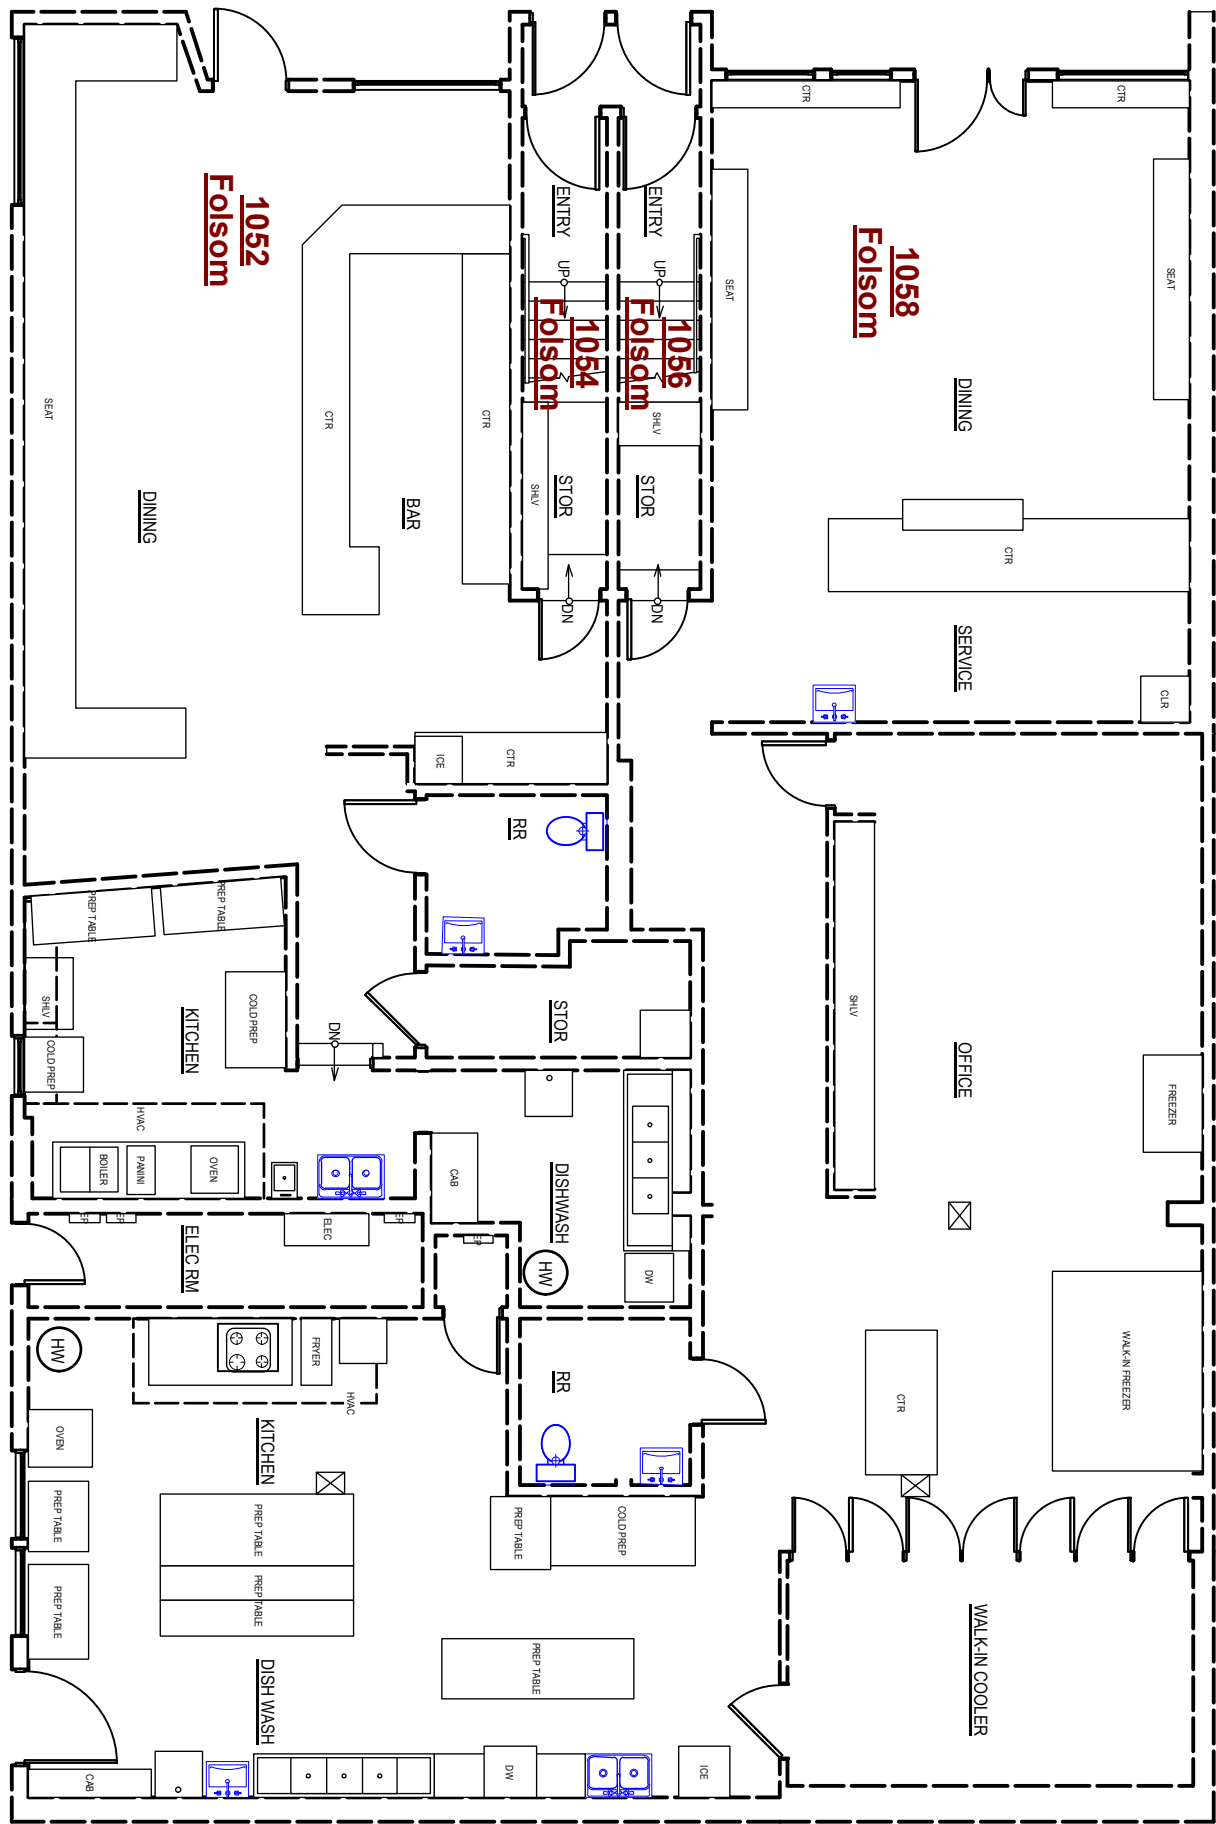 CTR
CTR
1052
Folsom
ENTRY
ENTRY
SEAT
SEAT
1058
Folsom
UP
UP
1054
Folsom
1056
Folsom
SEAT
CTR
CTR
SHLV
DINING
DINING
BAR
SHLV
STOR
STOR
CTR
DN
DN
SERVICE
CLR
ICE
CTR
RR
PREP TABLE
PREP TABLE
SHLV
COLD PREP
KITCHEN
COLD PREP
DN
STOR
SHLV
OFFICE
FREEZER
HVAC
BOILER
PANINI
OVEN
CAB
DISHWASH
EP
EP
ELEC
EP
EP
ELEC RM
HW
DW
HW
FRYER
HVAC
RR
CTR
WALK-IN FREEZER
OVEN
KITCHEN
PREP TABLE
PREP TABLE
PREP TABLE
COLD PREP
PREP TABLE
PREP TABLE
PREP TABLE
WALK-IN COOLER
DISH WASH
CAB
DW
ICE